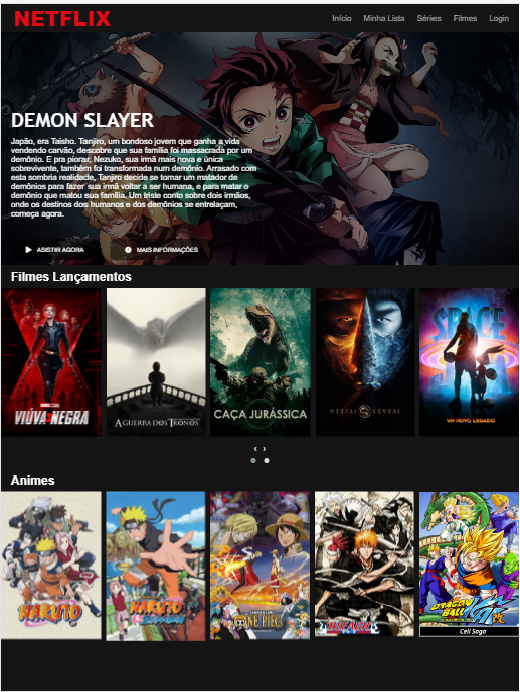 NETFLIX
Início Minha Lista Séries Filmes Login
DEMON SLAYER
Japão, era Taisho. Tanjiro, um bondoso jovem que ganha a vida
vendendo carvão, descobre que sua família foi massacrada por um
demônio. E pra piorar, Nezuko, sua irmã mais nova e única
sobrevivente, também foi transformada num demônio. Arrasado com
esta sombria realidade, Tanjiro decide se tornar um matador de
demônios para fazer sua irmã voltar a ser humana, e para matar o
demônio que matou sua família. Um triste conto sobre dois irmãos,
onde os destinos dos humanos e dos demônios se entrelaçam,
começa agora.
ASISTIR AGORA MAIS INFORMAÇÕES
Filmes Lançamentos
VIÚVA NEGRA
A GUERRA DOS TRONOS
CAÇA JURÁSSICA
MORTAL KOMBAT
SPACE
UM NOVO LEGADO
‹ ›
Animes
NARUTO
NARUTO
ONE PIECE
BLEACH
DRAGON BALL
KAI 改
Cell Saga